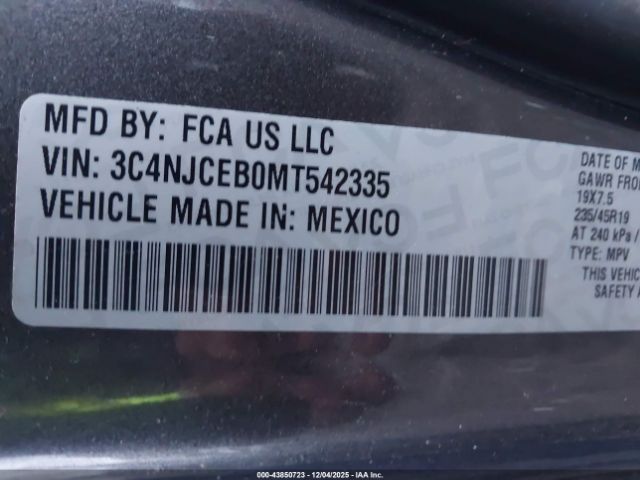 MFD BY: FCA US LLC
VIN: 3C4NJCEB0MT542335
VEHICLE MADE IN: MEXICO
DATE OF M
GAWR FRON
19X7.5
235/45R19
AT 240 kPa /
TYPE: MPV
THIS VEHIC
SAFETY A
000-43850723 - 12/04/2025 - IAA Inc.